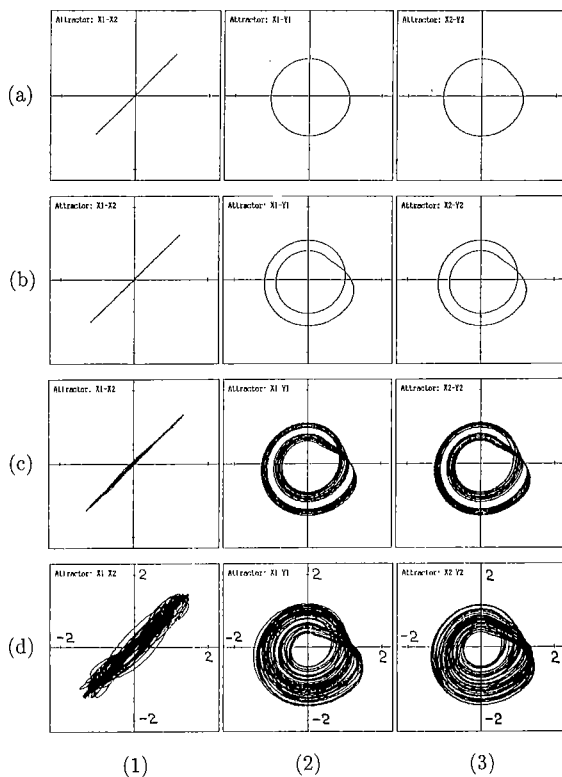 Attractor: X1-X2
Attractor: X1-Y1
Attractor: X2-Y2
(a)
Attractor: X1-X2
Attractor: X1-Y1
Attractor: X2-Y2
(b)
Attractor. X1-X2
Attractor: X1 Y1
Attractor: X2-Y2
(c)
Attractor: X1 X2
Attractor: X1 Y1
Attractor: X2 Y2
2
2
2
(d)
-2
2
-2
2
-2
2
-2
-2
-2
(1)
(2)
(3)